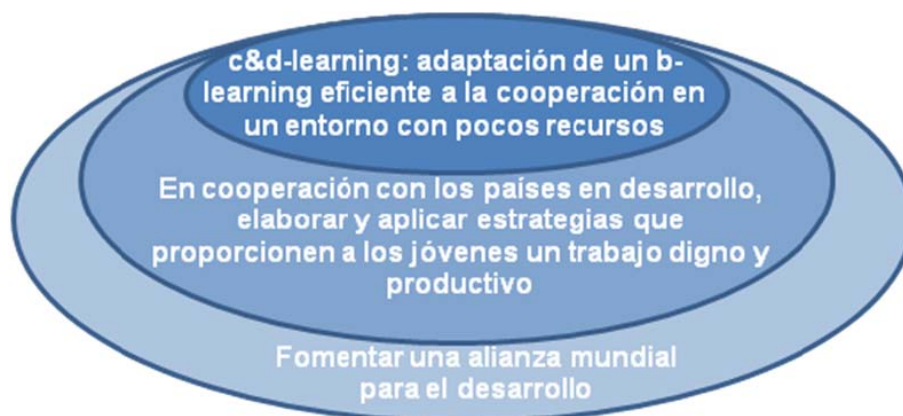 c&d-learning: adaptación de un b-
learning eficiente a la cooperación en
un entorno con pocos recursos
En cooperación con los países en desarrollo,
elaborar y aplicar estrategias que
proporcionen a los jóvenes un trabajo digno y
productivo
Fomentar una alianza mundial
para el desarrollo